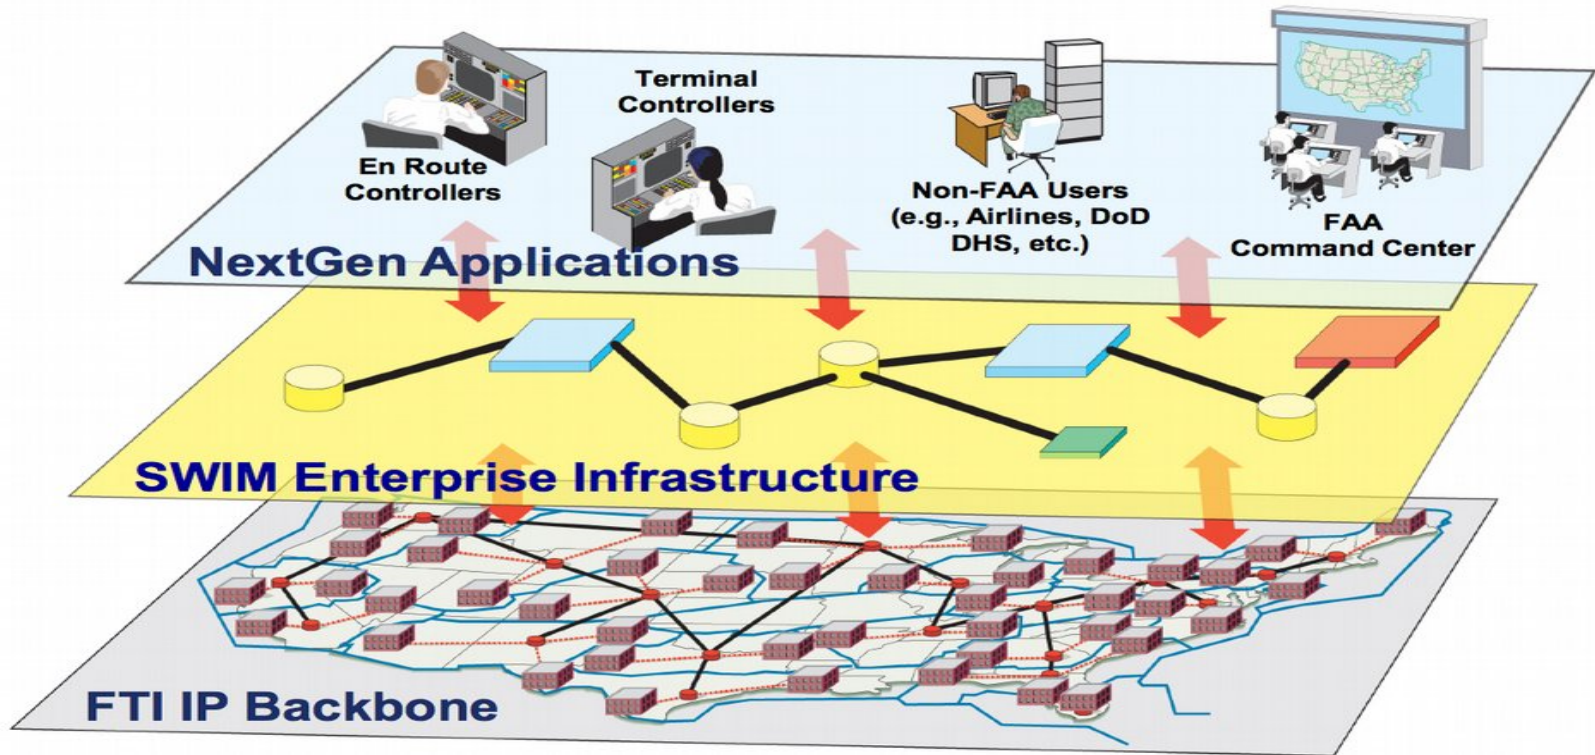 Terminal
Controllers
En Route
Controllers
Non-FAA Users
(e.g., Airlines, DoD
DHS, etc.)
FAA
Command Center
NextGen Applications
SWIM Enterprise Infrastructure
FTI IP Backbone